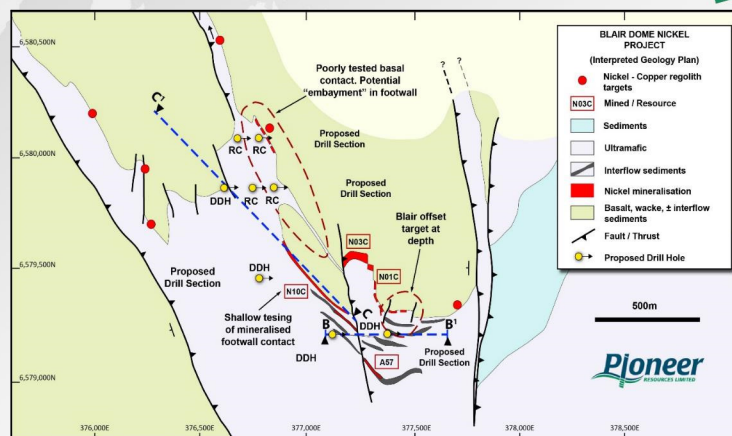 6,580,500N
6,580,000N
6,579,500N
6,579,000N
376,000E
376,500E
377,000E
377,500E
378,000E
378,500E
Poorly tested basal
contact. Potential
"embayment" in footwall
C'
RC
RC
Proposed
Drill Section
DDH
RC
RC
Proposed
Drill Section
Blair offset
target at
depth
N03C
N01C
Proposed
Drill Section
DDH
N10C
Shallow tesing
of mineralised
footwall contact
C
B
DDH
B¹
DDH
Proposed
Drill Section
A57
?
?
BLAIR DOME NICKEL
PROJECT
(Interpreted Geology Plan)
Nickel - Copper regolith
targets
N03C
Mined / Resource
Sediments
Ultramafic
Interflow sediments
Nickel mineralisation
Basalt, wacke, ± interflow
sediments
Fault / Thrust
Proposed Drill Hole
500m
Pioneer
RESOURCES LIMITED